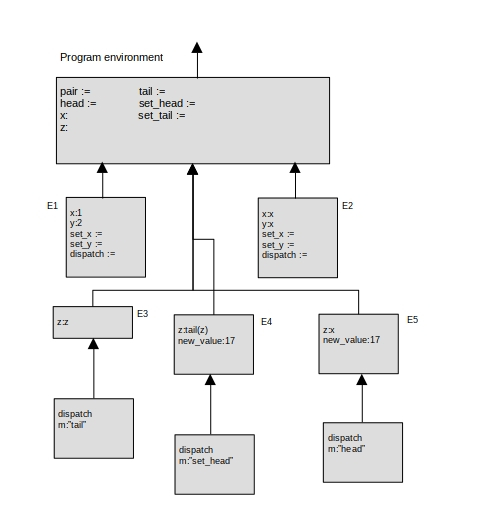 Program environment
pair := tail :=
head := set_head :=
x: set_tail :=
z:
E1
x:1
y:2
set_x :=
set_y :=
dispatch :=
E2
x:x
y:x
set_x :=
set_y :=
dispatch :=
E3
z:z
E4
z:tail(z)
new_value:17
E5
z:x
new_value:17
dispatch
m:"tail"
dispatch
m:"set_head"
dispatch
m:"head"